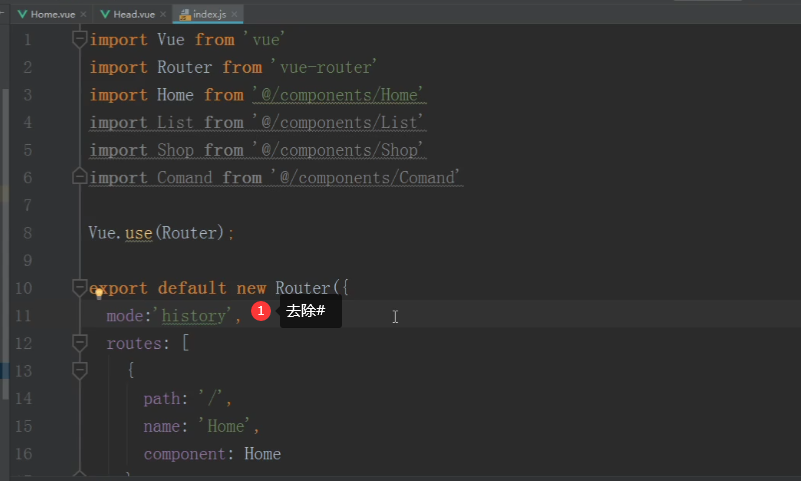 Home.vue Head.vue index.js
1 import Vue from 'vue'
2 import Router from 'vue-router'
3 import Home from '@/components/Home'
4 import List from '@/components/List'
5 import Shop from '@/components/Shop'
6 import Comand from '@/components/Comand'
7
8 Vue.use(Router);
9
10 export default new Router({
11 mode:'history', 1 去除#
12 routes: [
13 {
14 path: '/',
15 name: 'Home',
16 component: Home